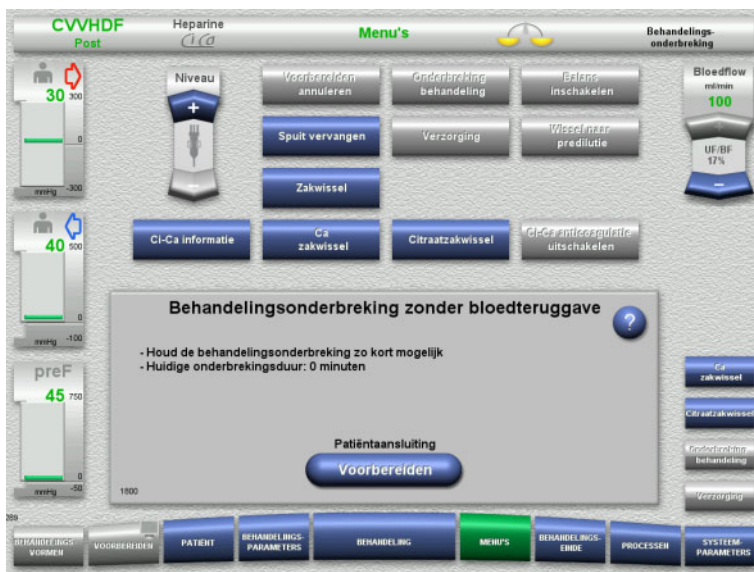 CVVHDF
Post
Heparine
CiCa
Menu's
Behandelings-
onderbreking
30
300
0
mmHg
-300
40
500
0
mmHg
-100
preF
45
750
0
mmHg
-50
Niveau
+
−
Voorbereiden
annuleren
Onderbreking
behandeling
Balans
inschakelen
Spuit vervangen
Verzorging
Wissel naar
predilutie
Zakwissel
Ci-Ca informatie
Ca
zakwissel
Citraatzakwissel
Ci-Ca anticoagulatie
uitschakelen
Bloedflow
ml/min
100
+
UF/BF
17%
−
Behandelingsonderbreking zonder bloedteruggave
?
- Houd de behandelingsonderbreking zo kort mogelijk
- Huidige onderbrekingsduur: 0 minuten
Patiëntaansluiting
Voorbereiden
1600
Ca
zakwissel
Citraatzakwissel
Onderbreking
behandeling
Verzorging
BEHANDELINGS-
VORMEN
VOORBEREIDEN
PATIËNT
BEHANDELINGS-
PARAMETERS
BEHANDELING
MENU'S
BEHANDELINGS-
EINDE
PROCESSEN
SYSTEEM-
PARAMETERS